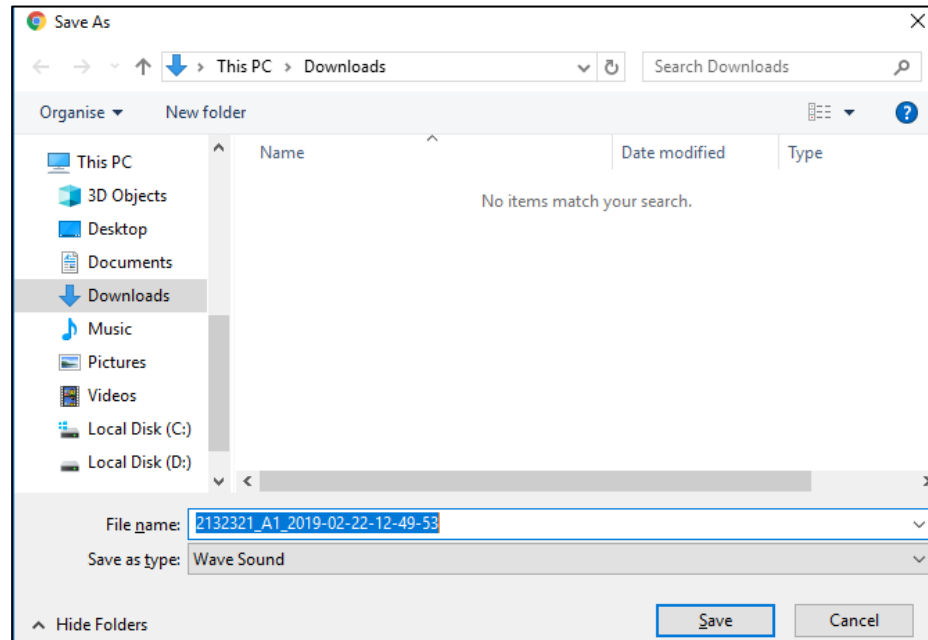 Save As
This PC > Downloads
Search Downloads
Organise
New folder
This PC
3D Objects
Desktop
Documents
Downloads
Music
Pictures
Videos
Local Disk (C:)
Local Disk (D:)
Name Date modified Type
No items match your search.
File name: 2132321_A1_2019-02-22-12-49-53
Save as type: Wave Sound
Hide Folders
Save
Cancel